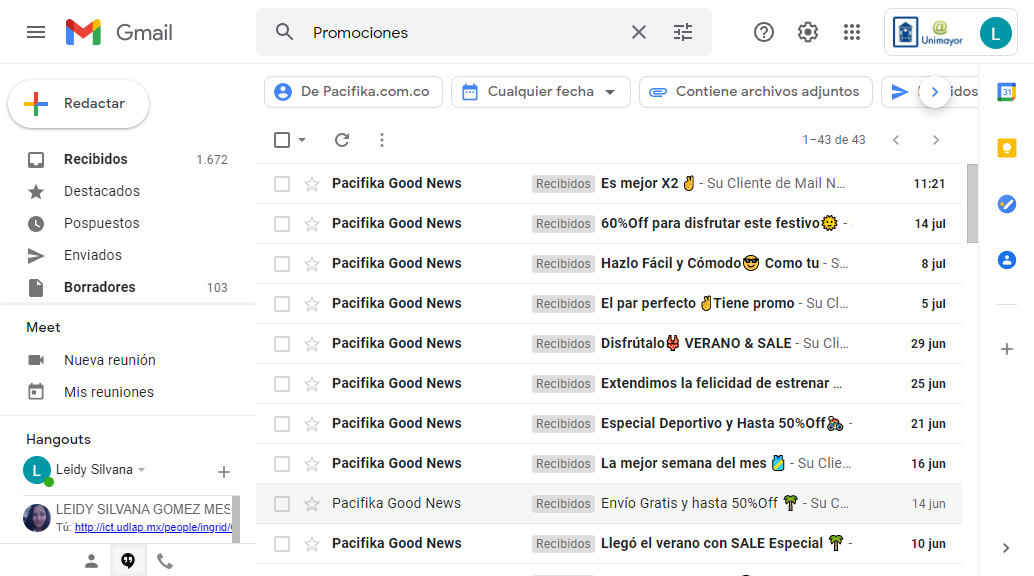 Gmail
Promociones
@
Unimayor
L
Redactar
De Pacifika.com.co
Cualquier fecha
Contiene archivos adjuntos
31
1–43 de 43
Recibidos 1.672
Destacados
Pospuestos
Enviados
Borradores 103
Meet
Nueva reunión
Mis reuniones
Hangouts
L Leidy Silvana
LEIDY SILVANA GOMEZ MES
Tú: http://ict.udlap.mx/people/ingrid/
Pacifika Good News Recibidos Es mejor X2 ✌ - Su Cliente de Mail N... 11:21
Pacifika Good News Recibidos 60%Off para disfrutar este festivo🌞 - 14 jul
Pacifika Good News Recibidos Hazlo Fácil y Cómodo😎 Como tu - S... 8 jul
Pacifika Good News Recibidos El par perfecto ✌Tiene promo - Su Cl... 5 jul
Pacifika Good News Recibidos Disfrútalo👙 VERANO & SALE - Su Cli... 29 jun
Pacifika Good News Recibidos Extendimos la felicidad de estrenar ... 25 jun
Pacifika Good News Recibidos Especial Deportivo y Hasta 50%Off🚴 - 21 jun
Pacifika Good News Recibidos La mejor semana del mes 🎽 - Su Clie... 16 jun
Pacifika Good News Recibidos Envío Gratis y hasta 50%Off 🌴 - Su C... 14 jun
Pacifika Good News Recibidos Llegó el verano con SALE Especial 🌴 - 10 jun